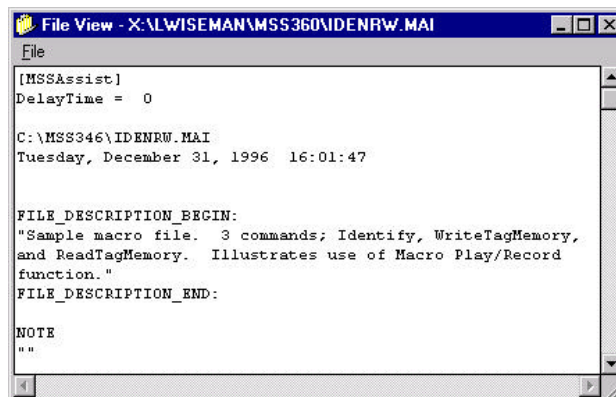 File View - X:\LWISEMAN\MSS360\IDENRW.MAI
File
[MSSAssist]
DelayTime =  0
C:\MSS346\IDENRW.MAI
Tuesday, December 31, 1996  16:01:47
FILE_DESCRIPTION_BEGIN:
"Sample macro file.  3 commands; Identify, WriteTagMemory,
and ReadTagMemory.  Illustrates use of Macro Play/Record
function."
FILE_DESCRIPTION_END:
NOTE
""